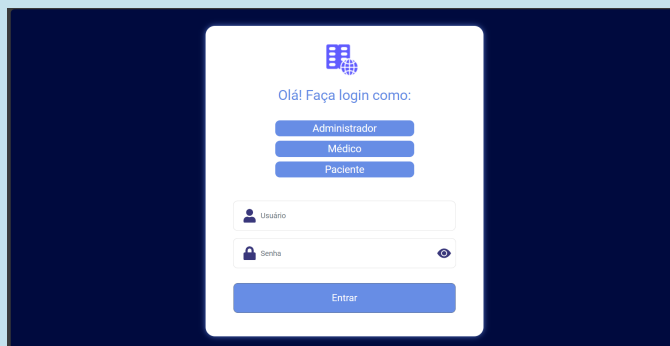 Olá! Faça login como:
Administrador
Médico
Paciente
Usuário
Senha
Entrar